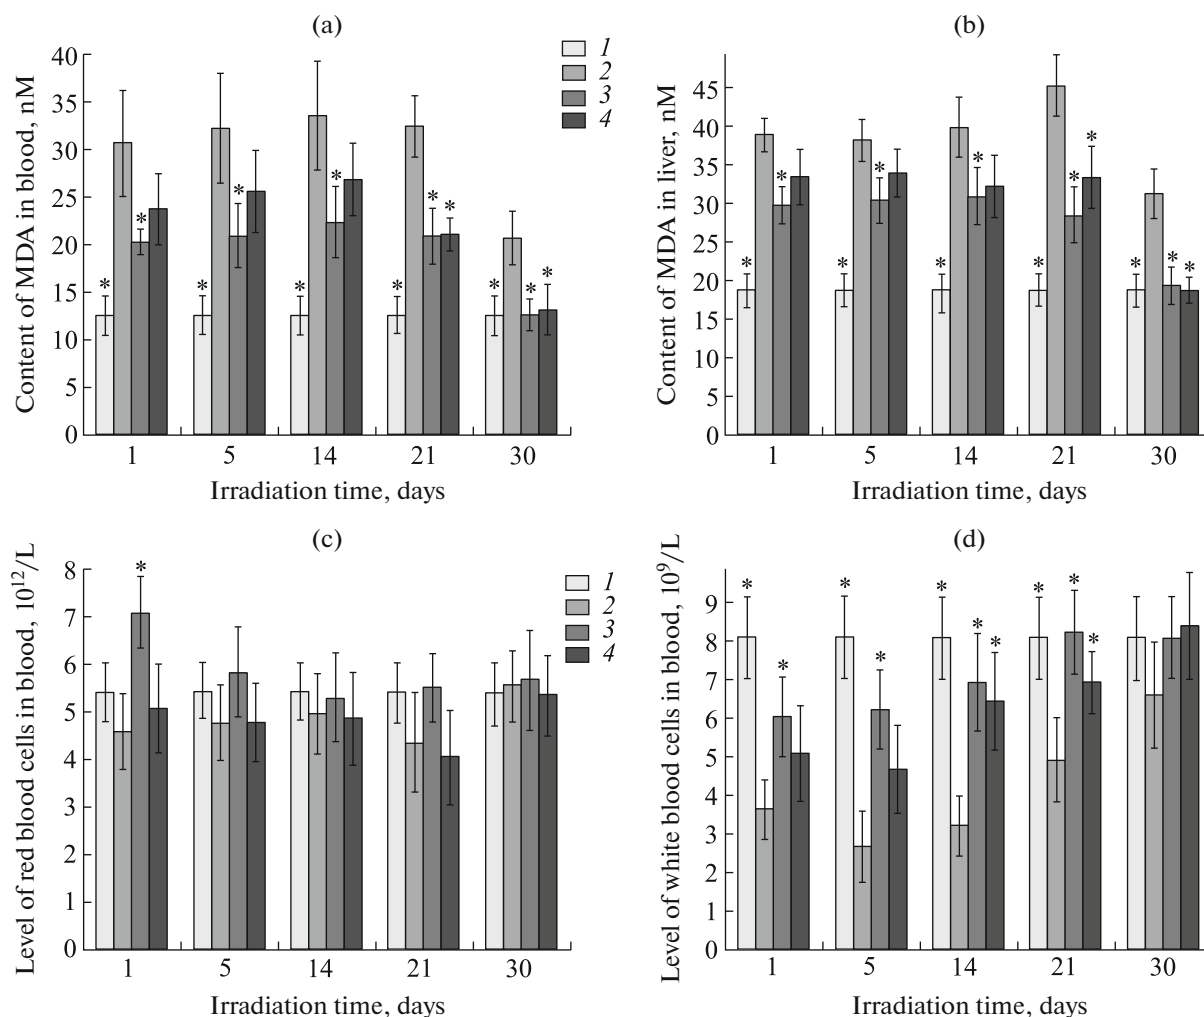 (a)
Content of MDA in blood, nM
40
35
30
25
20
15
10
5
0
* * * * * * * * * * * *
1 5 14 21 30
Irradiation time, days
1
2
3
4
(b)
Content of MDA in liver, nM
45
40
35
30
25
20
15
10
5
0
* * * * * * * * * * * * *
1 5 14 21 30
Irradiation time, days
(c)
Level of red blood cells in blood, 10¹²/L
8
7
6
5
4
3
2
1
0
*
1 5 14 21 30
Irradiation time, days
1
2
3
4
(d)
Level of white blood cells in blood, 10⁹/L
9
8
7
6
5
4
3
2
1
0
* * * * * * * * * *
1 5 14 21 30
Irradiation time, days